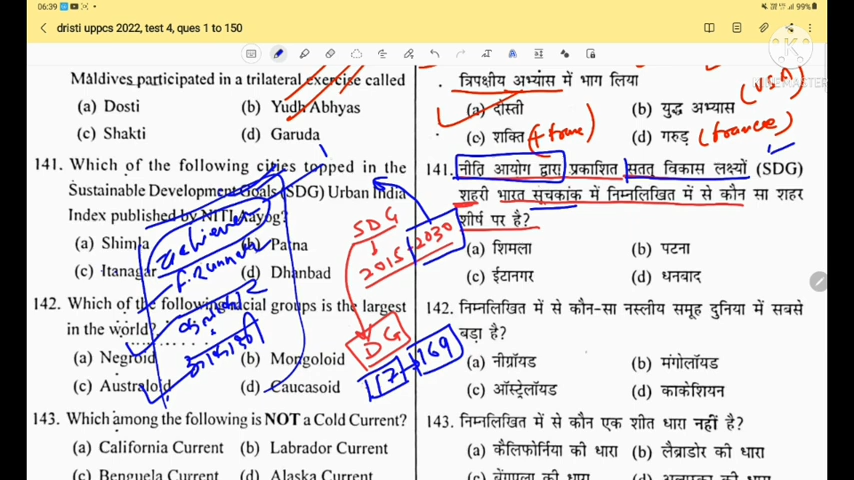 06:39
99%
dristi uppcs 2022, test 4, ques 1 to 150
Maldives participated in a trilateral exercise called
(a) Dosti (b) Yudh Abhyas
(c) Shakti (d) Garuda
141. Which of the following cities topped in the
Sustainable Development Goals (SDG) Urban India
Index published by NITI Aayog?
(a) Shimla (b) Patna
(c) Itanagar (d) Dhanbad
142. Which of the following racial groups is the largest
in the world?
(a) Negroid (b) Mongoloid
(c) Australoid (d) Caucasoid
143. Which among the following is NOT a Cold Current?
(a) California Current (b) Labrador Current
(c) Benguela Current (d) Alaska Current
त्रिपक्षीय अभ्यास में भाग लिया
(a) दोस्ती (b) युद्ध अभ्यास
(c) शक्ति (d) गरुड़
141. नीति आयोग द्वारा प्रकाशित सतत् विकास लक्ष्यों (SDG)
शहरी भारत सूचकांक में निम्नलिखित में से कौन सा शहर
शीर्ष पर है?
(a) शिमला (b) पटना
(c) ईटानगर (d) धनबाद
142. निम्नलिखित में से कौन-सा नस्लीय समूह दुनिया में सबसे
बड़ा है?
(a) नीग्रॉयड (b) मंगोलॉयड
(c) ऑस्ट्रेलॉयड (d) काकेशियन
143. निम्नलिखित में से कौन एक शीत धारा नहीं है?
(a) कैलिफोर्निया की धारा (b) लैब्राडोर की धारा
(c) बेंगुएला की धारा (d) अलास्का की धारा
(USA)
(france)
SDG
2015-2030
DG
17 → 169
achiever
KINEMASTER